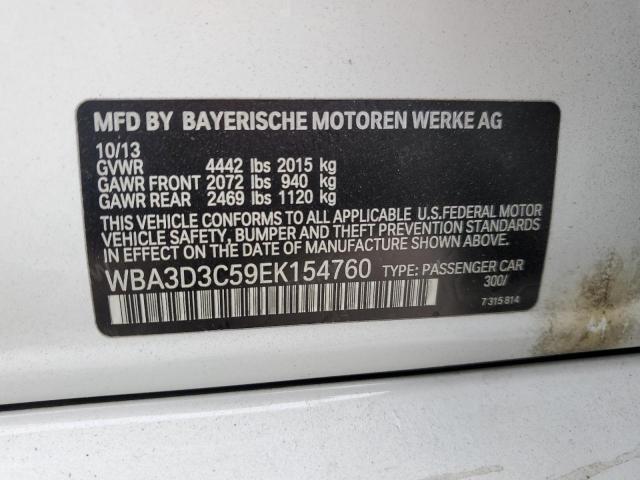 MFD BY BAYERISCHE MOTOREN WERKE AG
10/13
GVWR 4442 lbs 2015 kg
GAWR FRONT 2072 lbs 940 kg
GAWR REAR 2469 lbs 1120 kg
THIS VEHICLE CONFORMS TO ALL APPLICABLE U.S.FEDERAL MOTOR
VEHICLE SAFETY, BUMPER AND THEFT PREVENTION STANDARDS
IN EFFECT ON THE DATE OF MANUFACTURE SHOWN ABOVE.
WBA3D3C59EK154760 TYPE: PASSENGER CAR
300/
7 315 814